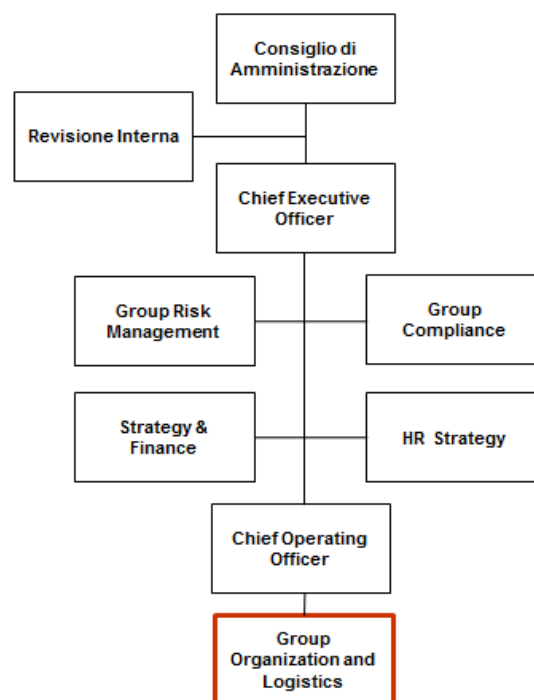 Consiglio di
Amministrazione
Revisione Interna
Chief Executive
Officer
Group Risk
Management
Group
Compliance
Strategy &
Finance
HR Strategy
Chief Operating
Officer
Group
Organization and
Logistics